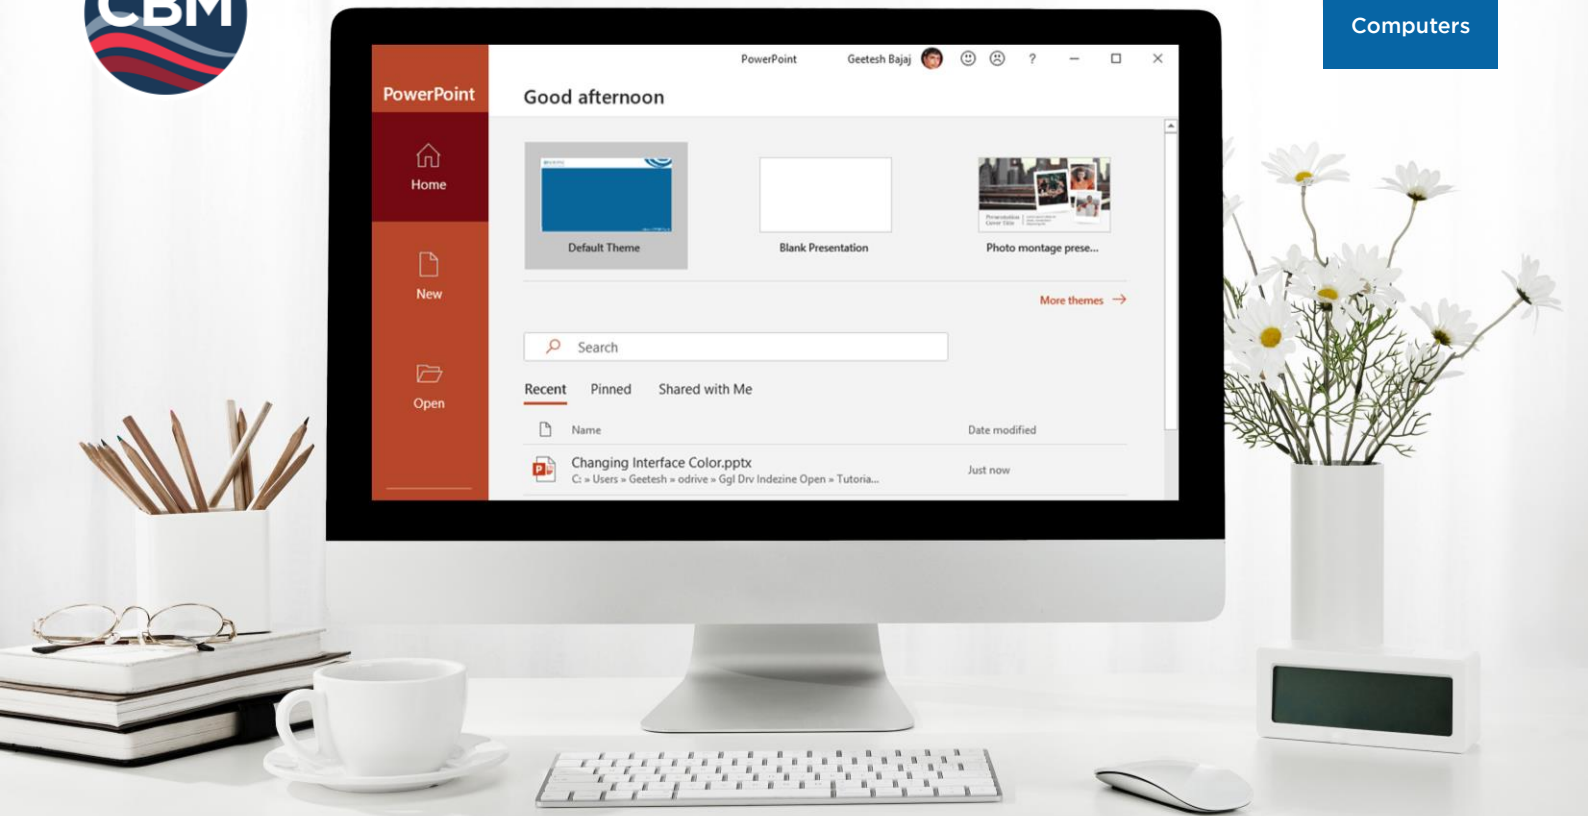 CBM
Computers
PowerPoint
Geetesh Bajaj
?
PowerPoint
Good afternoon
Home
Default Theme
Blank Presentation
Photo montage prese...
New
More themes
Search
Open
Recent
Pinned
Shared with Me
Name
Date modified
Changing Interface Color.pptx
Just now
C: » Users » Geetesh » odrive » Ggl Drv Indezine Open » Tutoria...